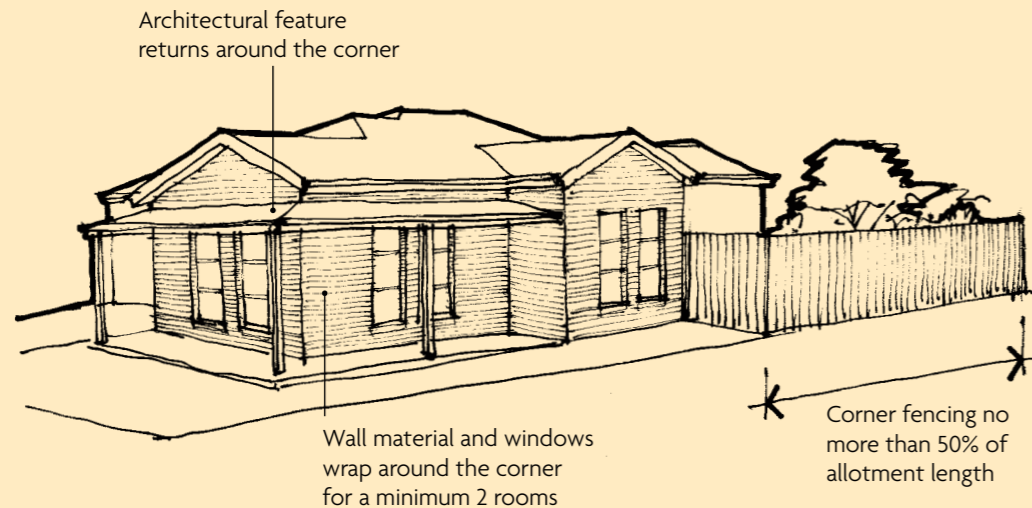 Architectural feature
returns around the corner
Wall material and windows
wrap around the corner
for a minimum 2 rooms
Corner fencing no
more than 50% of
allotment length